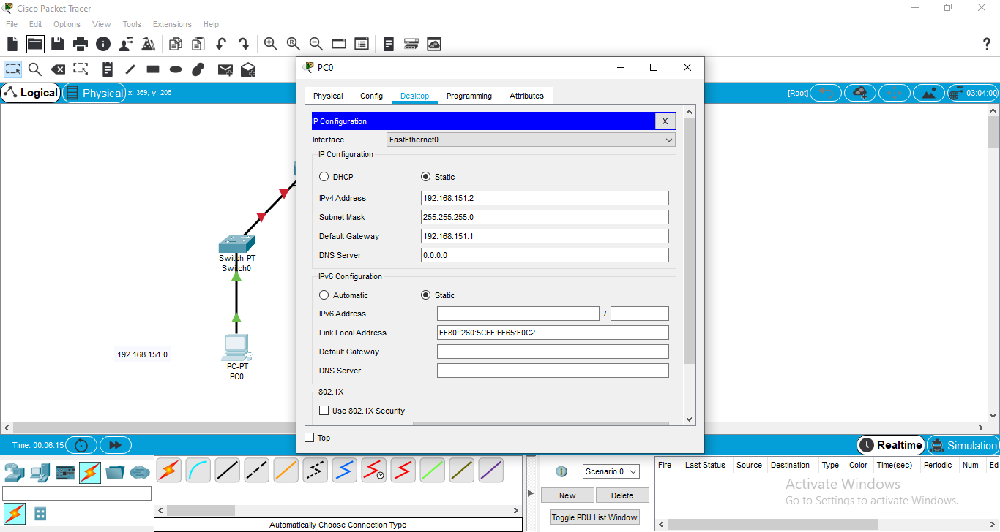 Cisco Packet Tracer
File Edit Options View Tools Extensions Help
R
?
PC0
Logical Physical x: 369, y: 206
[Root] 03:04:00
Physical Config Desktop Programming Attributes
IP Configuration X
Interface FastEthernet0
IP Configuration
DHCP Static
IPv4 Address 192.168.151.2
Subnet Mask 255.255.255.0
Default Gateway 192.168.151.1
DNS Server 0.0.0.0
IPv6 Configuration
Automatic Static
IPv6 Address /
Link Local Address FE80::260:5CFF:FE65:E0C2
Default Gateway
DNS Server
802.1X
Use 802.1X Security
Top
Switch-PT
Switch0
192.168.151.0
PC-PT
PC0
Time: 00:06:15
Realtime Simulation
Automatically Choose Connection Type
Scenario 0
New Delete
Toggle PDU List Window
Fire Last Status Source Destination Type Color Time(sec) Periodic Num Ed
Activate Windows
Go to Settings to activate Windows.